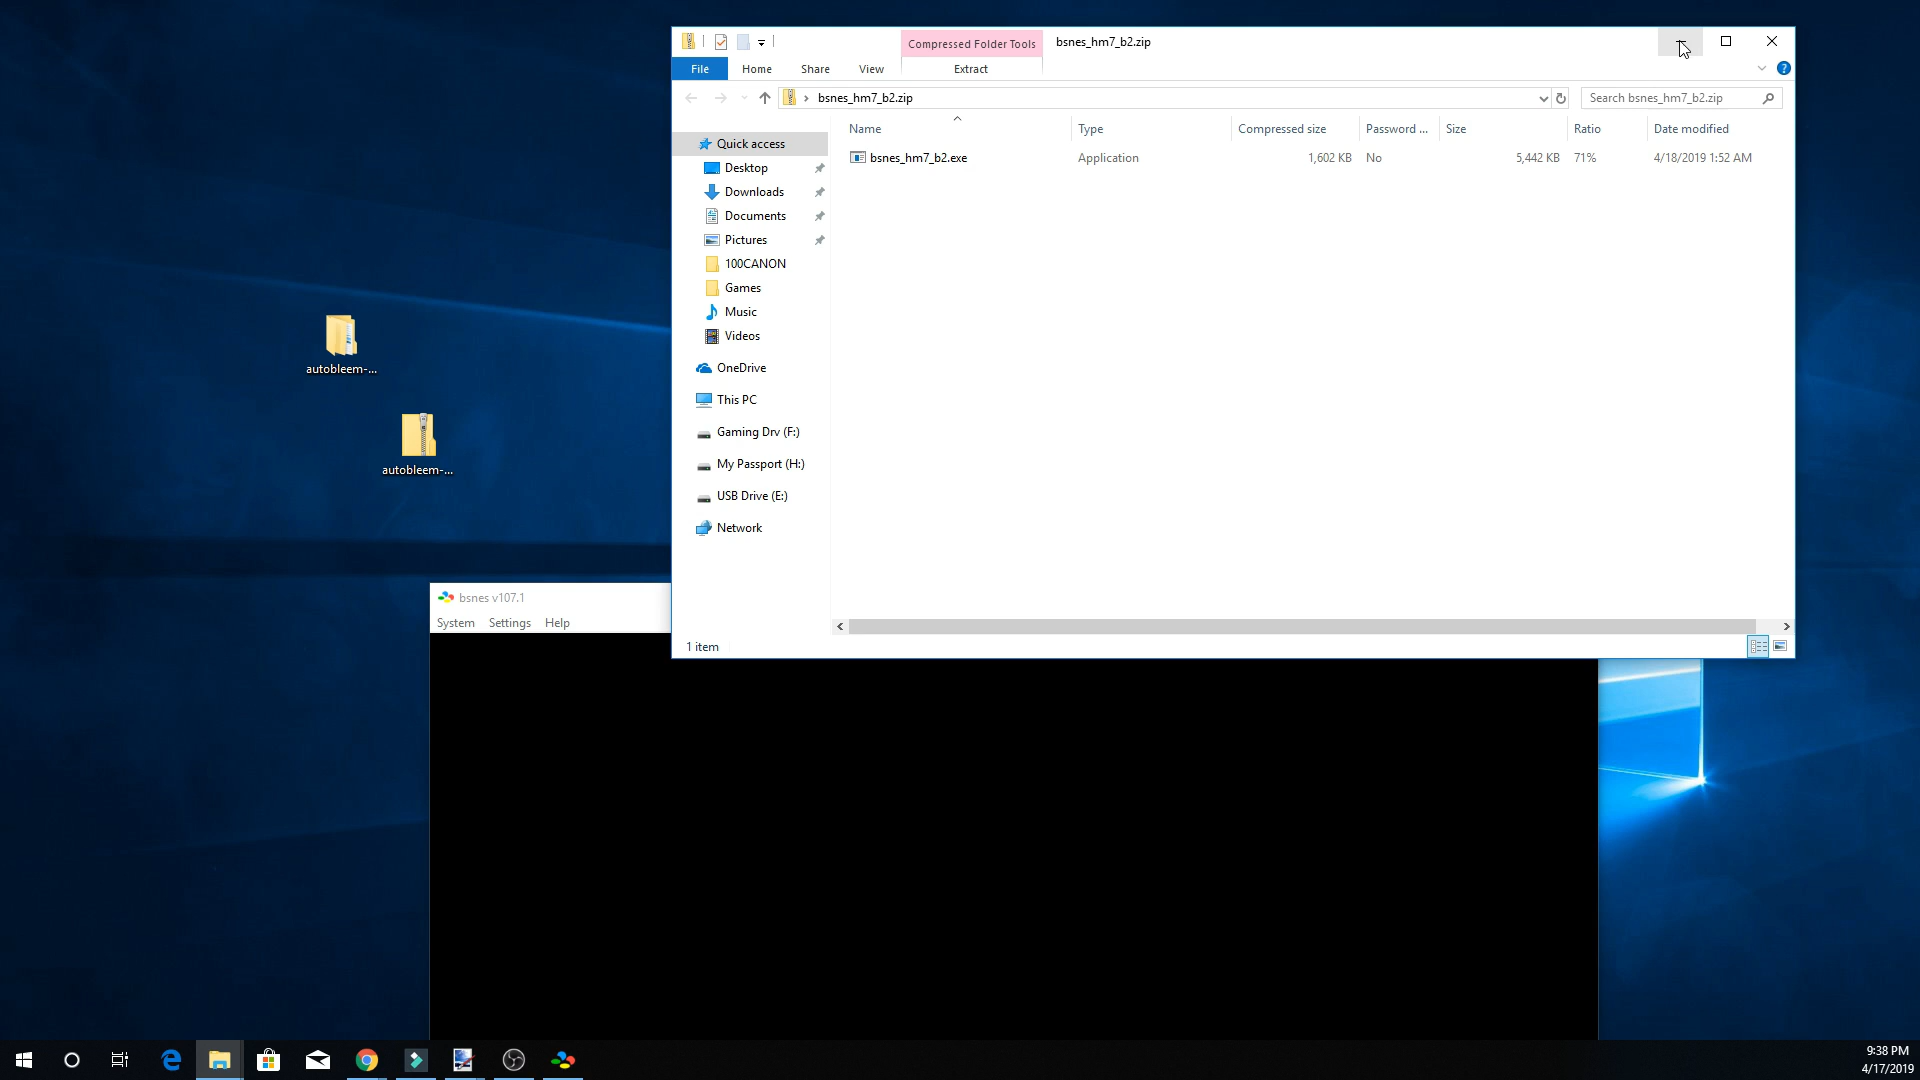 Compressed Folder Tools
bsnes_hm7_b2.zip
File
Home
Share
View
Extract
bsnes_hm7_b2.zip
Search bsnes_hm7_b2.zip
Name
Type
Compressed size
Password ...
Size
Ratio
Date modified
bsnes_hm7_b2.exe
Application
1,602 KB
No
5,442 KB
71%
4/18/2019 1:52 AM
Quick access
Desktop
Downloads
Documents
Pictures
100CANON
Games
Music
Videos
OneDrive
This PC
Gaming Drv (F:)
My Passport (H:)
USB Drive (E:)
Network
1 item
autobleem-...
autobleem-...
bsnes v107.1
System
Settings
Help
9:38 PM
4/17/2019